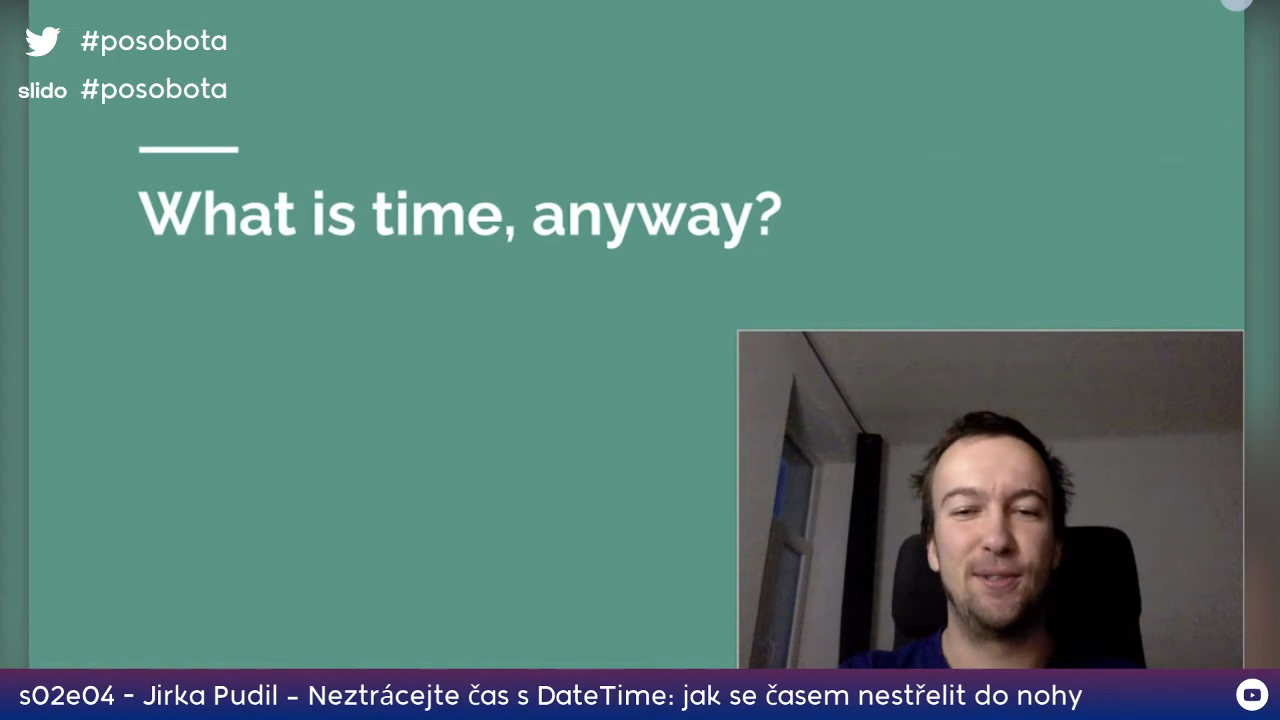 #posobota
slido #posobota
What is time, anyway?
s02e04 - Jirka Pudil - Neztrácejte čas s DateTime: jak se časem nestřelit do nohy